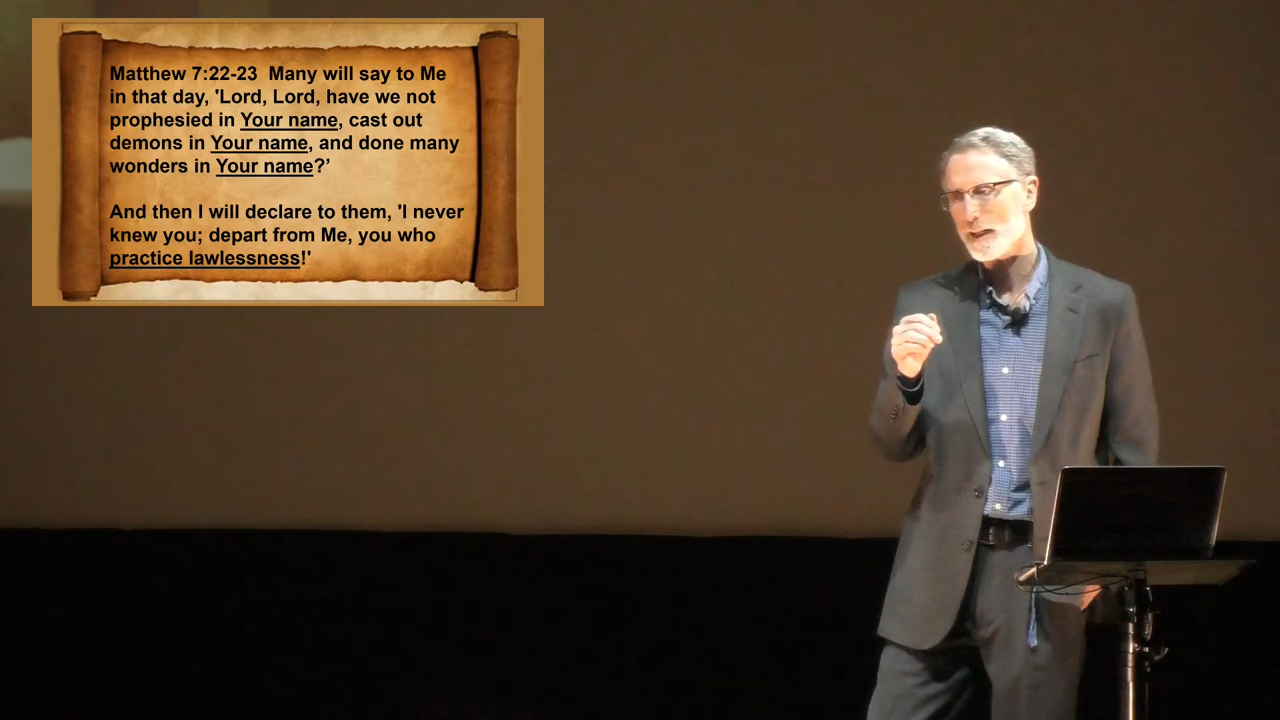 Matthew 7:22-23  Many will say to Me
in that day, 'Lord, Lord, have we not
prophesied in Your name, cast out
demons in Your name, and done many
wonders in Your name?’
And then I will declare to them, 'I never
knew you; depart from Me, you who
practice lawlessness!'